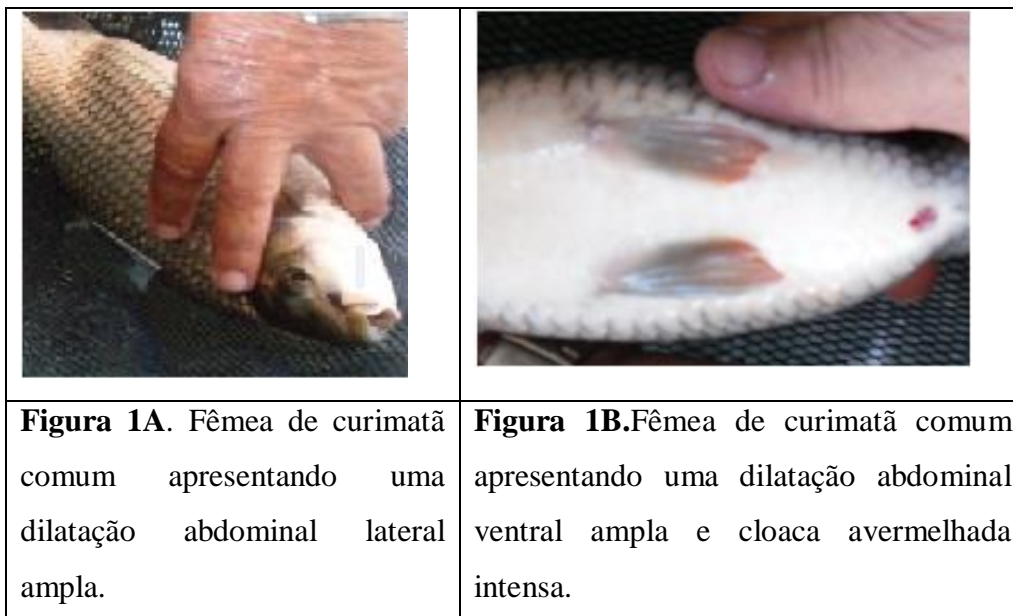 Figura 1A. Fêmea de curimatã
comum apresentando uma
dilatação abdominal lateral
ampla.
Figura 1B.Fêmea de curimatã comum
apresentando uma dilatação abdominal
ventral ampla e cloaca avermelhada
intensa.